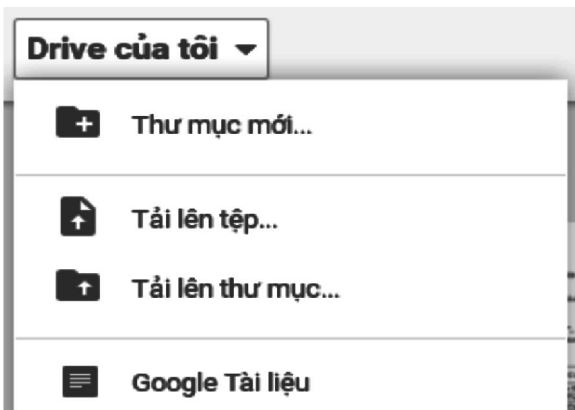 Drive của tôi
Thư mục mới...
Tải lên tệp...
Tải lên thư mục...
Google Tài liệu